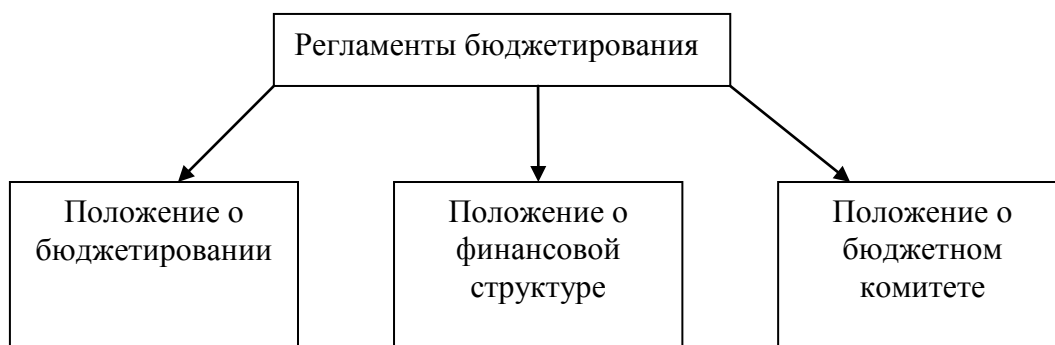 Регламенты бюджетирования
Положение о
бюджетировании
Положение о
финансовой
структуре
Положение о
бюджетном
комитете